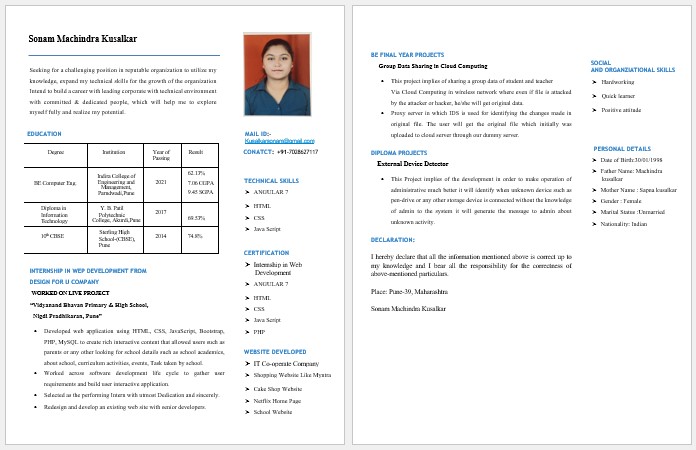 Sonam Machindra Kusalkar
Seeking for a challenging position in reputable organization to utilize my
knowledge, expand my technical skills for the growth of the organization
Intend to build a career with leading corporate with technical environment
with committed & dedicated people, which will help me to explore
myself fully and realize my potential.
EDUCATION
Degree Institution Year of Passing Result
BE Computer Eng. Indira College of Engineering and Management, Parndwadi,Pune 2021 62.13% 7.06 CGPA 9.45 SGPA
Diploma in Information Technology Y. B. Patil Polytechnic College, Akurdi,Pune 2017 69.53%
10th CBSE Sterling High School-(CBSE), Pune 2014 74.8%
INTERNSHIP IN WEP DEVELOPMENT FROM
DESIGN FOR U COMPANY
WORKED ON LIVE PROJECT
"Vidyanand Bhavan Primary & High School,
Nigdi Pradhikaran, Pune"
Developed web application using HTML, CSS, JavaScript, Bootstrap,
PHP, MySQL to create rich interactive content that allowed users such as
parents or any other looking for school details such as school academics,
about school, curriculum activities, events, Task taken by school.
Worked across software development life cycle to gather user
requirements and build user interactive application.
Selected as the performing Intern with utmost Dedication and sincerely.
Redesign and develop an existing web site with senior developers.
MAIL ID:-
Kusalkarsonam@gmail.com
CONATCT: +91-7028627117
TECHNICAL SKILLS
ANGULAR 7
HTML
CSS
Java Script
CERTIFICATION
Internship in Web
Development
ANGULAR 7
HTML
CSS
Java Script
PHP
WEBSITE DEVELOPED
IT Co-operate Company
Shopping Website Like Myntra
Cake Shop Website
Netflix Home Page
School Website
BE FINAL YEAR PROJECTS
Group Data Sharing in Cloud Computing
This project implies of sharing a group data of student and teacher
Via Cloud Computing in wireless network where even if file is attacked
by the attacker or hacker, he/she will get original data.
Proxy server in which IDS is used for identifying the changes made in
original file. The user will get the original file which initially was
uploaded to cloud server through our dummy server.
DIPLOMA PROJECTS
External Device Detector
This Project implies of the development in order to make operation of
administrative much better it will identify when unknown device such as
pen-drive or any other storage device is connected without the knowledge
of admin to the system it will generate the message to admin about
unknown activity.
DECLARATION:
I hereby declare that all the information mentioned above is correct up to
my knowledge and I bear all the responsibility for the correctness of
above-mentioned particulars.
Place: Pune-39, Maharashtra
Sonam Machindra Kusalkar
SOCIAL
AND ORGANZIATIONAL SKILLS
Hardworking
Quick learner
Positive attitude
PERSONAL DETAILS
Date of Birth:30/01/1998
Father Name: Machindra
kusalkar
Mother Name : Sapna kusalkar
Gender : Female
Marital Status :Unmarried
Nationality: Indian